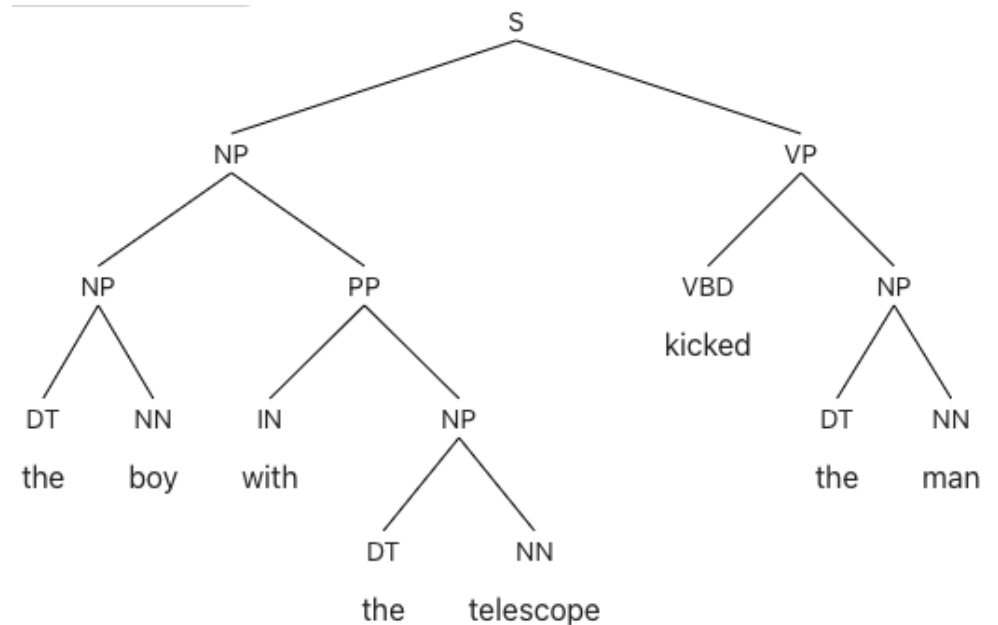 S
NP VP
NP PP VBD NP
kicked
DT NN IN NP DT NN
the boy with the man
DT NN
the telescope